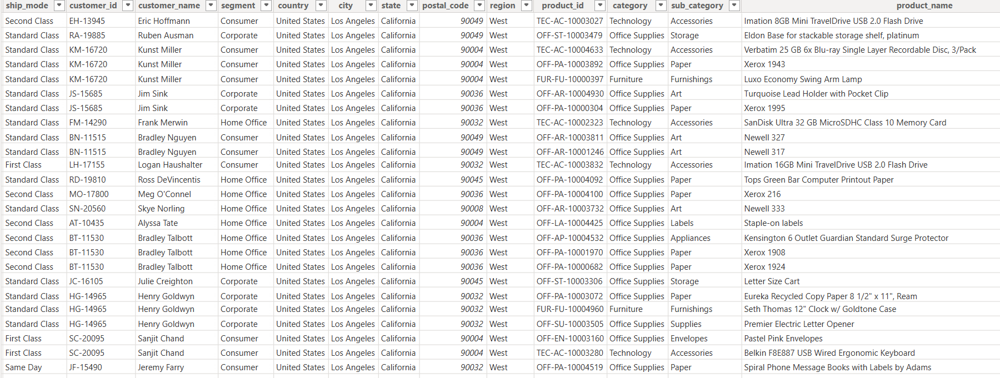 ship_mode customer_id customer_name segment country city state postal_code region product_id category sub_category product_name
Second Class EH-13945 Eric Hoffmann Consumer United States Los Angeles California 90049 West TEC-AC-10003027 Technology Accessories Imation 8GB Mini TravelDrive USB 2.0 Flash Drive
Standard Class RA-19885 Ruben Ausman Corporate United States Los Angeles California 90049 West OFF-ST-10003479 Office Supplies Storage Eldon Base for stackable storage shelf, platinum
Standard Class KM-16720 Kunst Miller Consumer United States Los Angeles California 90004 West TEC-AC-10004633 Technology Accessories Verbatim 25 GB 6x Blu-ray Single Layer Recordable Disc, 3/Pack
Standard Class KM-16720 Kunst Miller Consumer United States Los Angeles California 90004 West OFF-PA-10003892 Office Supplies Paper Xerox 1943
Standard Class KM-16720 Kunst Miller Consumer United States Los Angeles California 90004 West FUR-FU-10000397 Furniture Furnishings Luxo Economy Swing Arm Lamp
Standard Class JS-15685 Jim Sink Corporate United States Los Angeles California 90036 West OFF-AR-10004930 Office Supplies Art Turquoise Lead Holder with Pocket Clip
Standard Class JS-15685 Jim Sink Corporate United States Los Angeles California 90036 West OFF-PA-10000304 Office Supplies Paper Xerox 1995
Standard Class FM-14290 Frank Merwin Home Office United States Los Angeles California 90032 West TEC-AC-10002323 Technology Accessories SanDisk Ultra 32 GB MicroSDHC Class 10 Memory Card
Standard Class BN-11515 Bradley Nguyen Consumer United States Los Angeles California 90049 West OFF-AR-10003811 Office Supplies Art Newell 327
Standard Class BN-11515 Bradley Nguyen Consumer United States Los Angeles California 90049 West OFF-AR-10001246 Office Supplies Art Newell 317
First Class LH-17155 Logan Haushalter Consumer United States Los Angeles California 90032 West TEC-AC-10003832 Technology Accessories Imation 16GB Mini TravelDrive USB 2.0 Flash Drive
Standard Class RD-19810 Ross DeVincentis Home Office United States Los Angeles California 90045 West OFF-PA-10004092 Office Supplies Paper Tops Green Bar Computer Printout Paper
Second Class MO-17800 Meg O'Connel Home Office United States Los Angeles California 90036 West OFF-PA-10004100 Office Supplies Paper Xerox 216
Standard Class SN-20560 Skye Norling Home Office United States Los Angeles California 90008 West OFF-AR-10003732 Office Supplies Art Newell 333
Second Class AT-10435 Alyssa Tate Home Office United States Los Angeles California 90004 West OFF-LA-10004425 Office Supplies Labels Staple-on labels
Second Class BT-11530 Bradley Talbott Home Office United States Los Angeles California 90036 West OFF-AP-10004532 Office Supplies Appliances Kensington 6 Outlet Guardian Standard Surge Protector
Second Class BT-11530 Bradley Talbott Home Office United States Los Angeles California 90036 West OFF-PA-10001970 Office Supplies Paper Xerox 1908
Second Class BT-11530 Bradley Talbott Home Office United States Los Angeles California 90036 West OFF-PA-10000682 Office Supplies Paper Xerox 1924
Standard Class JC-16105 Julie Creighton Corporate United States Los Angeles California 90045 West OFF-ST-10003306 Office Supplies Storage Letter Size Cart
Standard Class HG-14965 Henry Goldwyn Corporate United States Los Angeles California 90032 West OFF-PA-10003072 Office Supplies Paper Eureka Recycled Copy Paper 8 1/2" x 11", Ream
Standard Class HG-14965 Henry Goldwyn Corporate United States Los Angeles California 90032 West FUR-FU-10004960 Furniture Furnishings Seth Thomas 12" Clock w/ Goldtone Case
Standard Class HG-14965 Henry Goldwyn Corporate United States Los Angeles California 90032 West OFF-SU-10003505 Office Supplies Supplies Premier Electric Letter Opener
First Class SC-20095 Sanjit Chand Consumer United States Los Angeles California 90004 West OFF-EN-10003160 Office Supplies Envelopes Pastel Pink Envelopes
First Class SC-20095 Sanjit Chand Consumer United States Los Angeles California 90004 West TEC-AC-10003280 Technology Accessories Belkin F8E887 USB Wired Ergonomic Keyboard
Same Day JF-15490 Jeremy Farry Consumer United States Los Angeles California 90032 West OFF-PA-10004519 Office Supplies Paper Spiral Phone Message Books with Labels by Adams